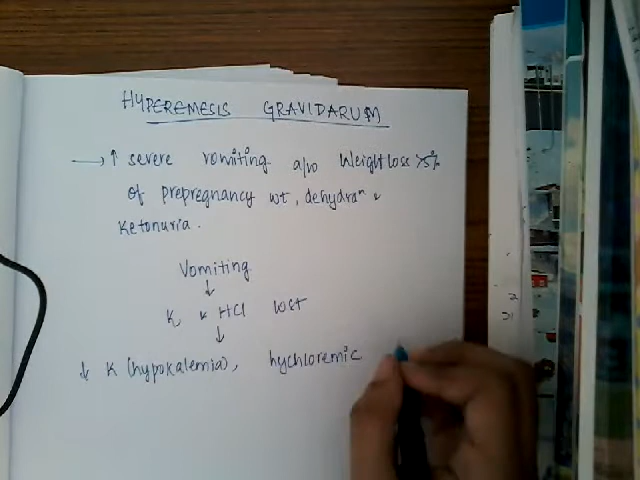 HYPEREMESIS GRAVIDARUM
→ ↑ severe vomiting a/w Weight loss >5%
of prepregnancy wt, dehydraⁿ &
ketonuria.
Vomiting
↓
K & HCl lost
↓
↓ K (hypokalemia), hychloremic